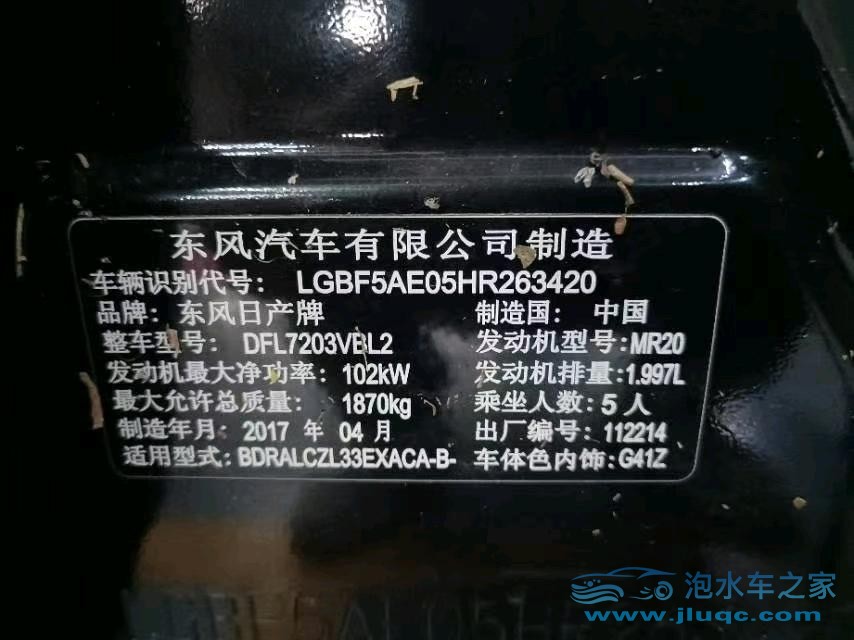 东风汽车有限公司制造
车辆识别代号: LGBF5AE05HR263420
品牌: 东风日产牌 制造国: 中国
整车型号: DFL7203VBL2 发动机型号:MR20
发动机最大净功率: 102kW 发动机排量:1.997L
最大允许总质量: 1870kg 乘坐人数:5人
制造年月: 2017 年 04 月 出厂编号: 112214
适用型式: BDRALCZL33EXACA-B- 车体色内饰:G41Z
泡水车之家
www.jluqc.com